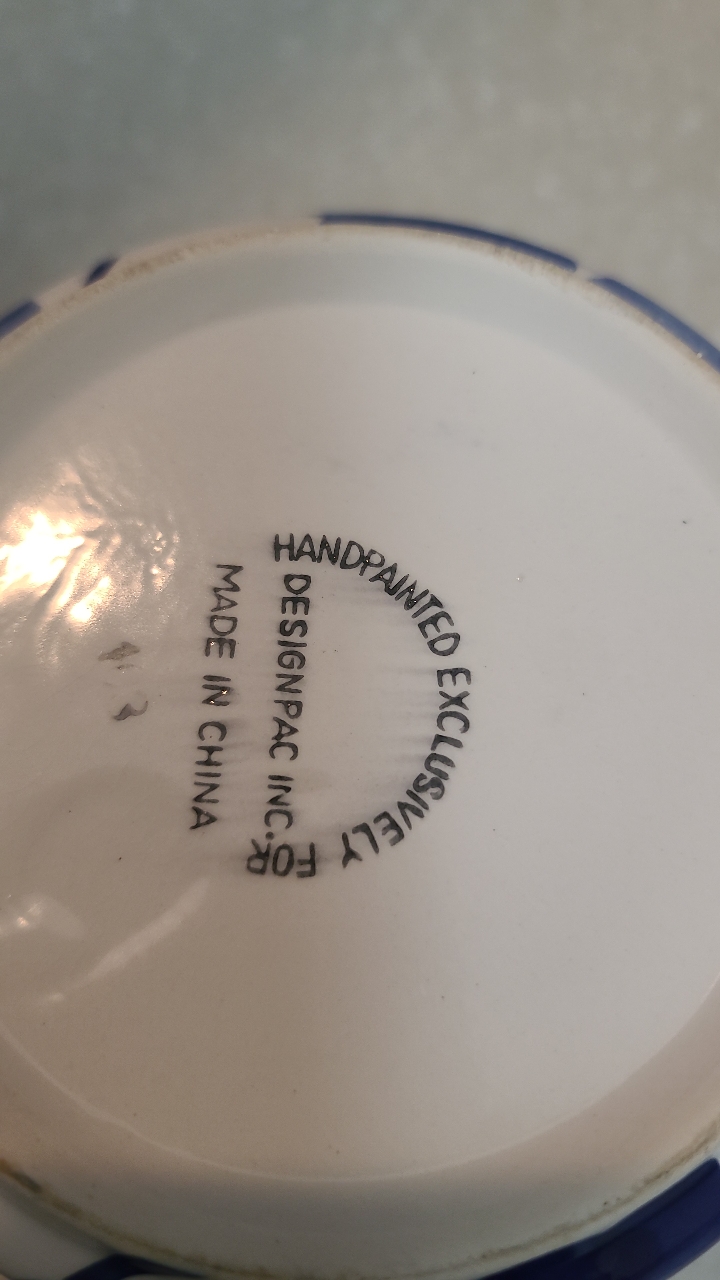 HANDPAINTED EXCLUSIVELY FOR
DESIGNPAC INC.
MADE IN CHINA